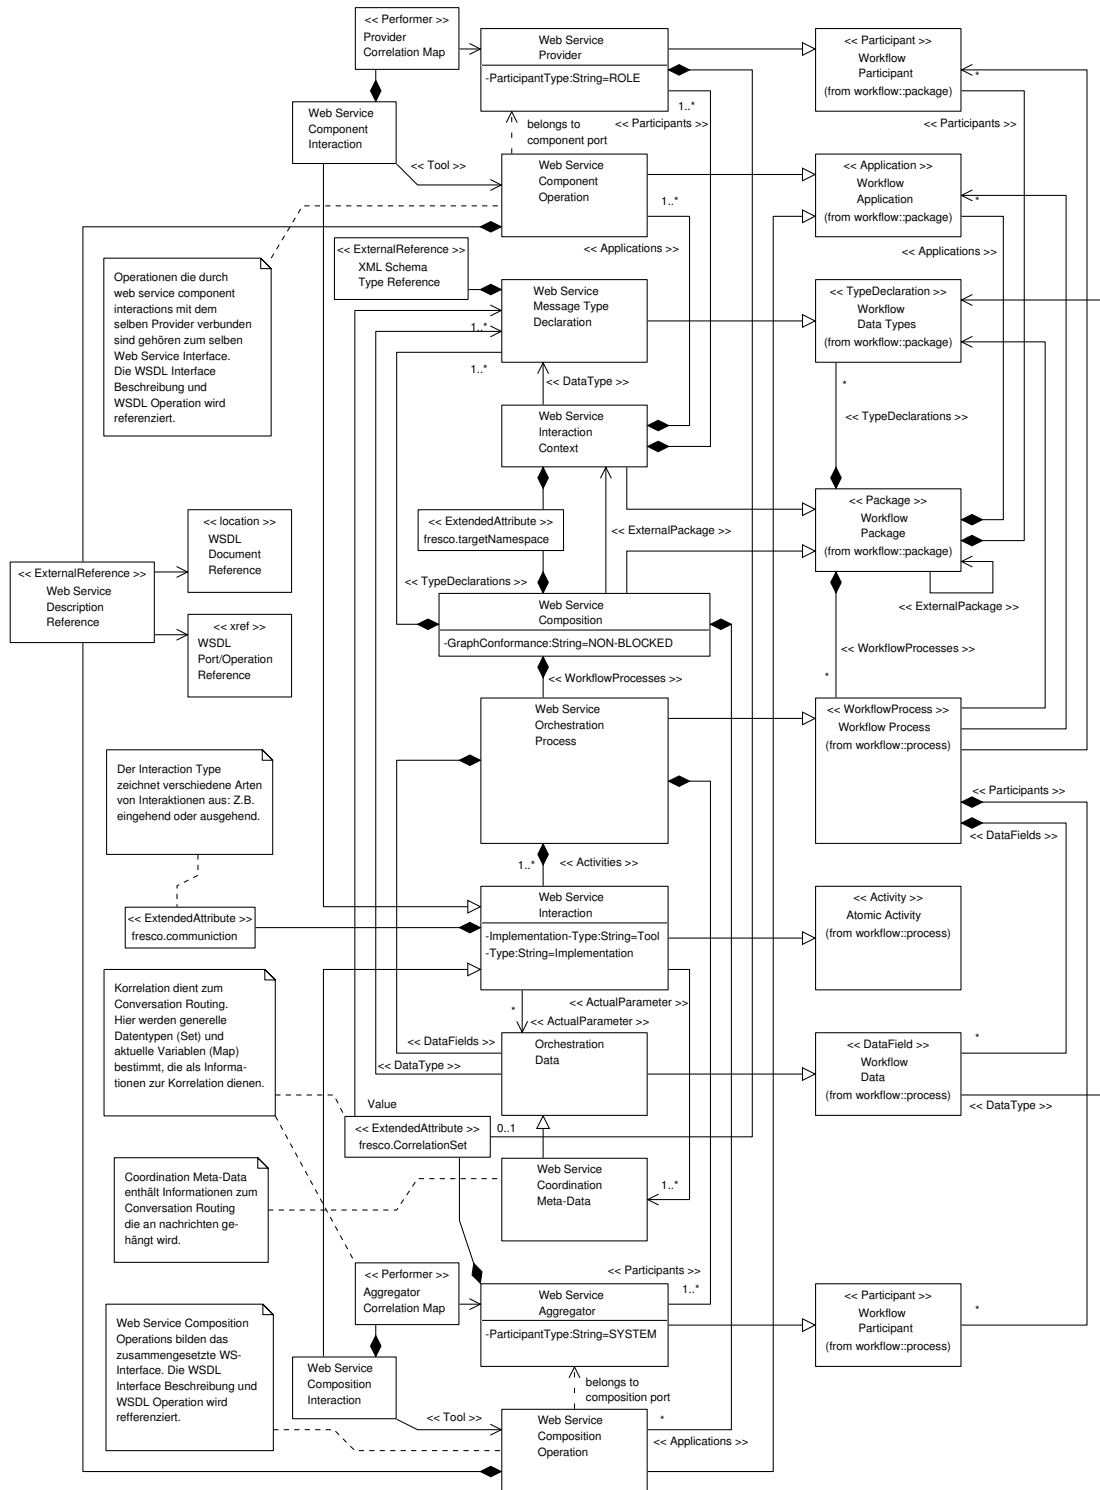 << Performer >>
Provider
Correlation Map
Web Service
Provider
-ParticipantType:String=ROLE
<< Participant >>
Workflow
Participant
(from workflow::package)
*
1..*
<< Participants >>
<< Participants >>
Web Service
Component
Interaction
belongs to
component port
<< Tool >>
Web Service
Component
Operation
1..*
<< Applications >>
<< Application >>
Workflow
Application
(from workflow::package)
*
<< Applications >>
<< ExternalReference >>
XML Schema
Type Reference
Operationen die durch
web service component
interactions mit dem
selben Provider verbunden
sind gehören zum selben
Web Service Interface.
Die WSDL Interface
Beschreibung und
WSDL Operation wird
referenziert.
Web Service
Message Type
Declaration
1..*
1..*
<< TypeDeclaration >>
Workflow
Data Types
(from workflow::package)
<< DataType >>
*
<< TypeDeclarations >>
Web Service
Interaction
Context
<< ExtendedAttribute >>
fresco.targetNamespace
<< ExternalPackage >>
<< Package >>
Workflow
Package
(from workflow::package)
<< ExternalPackage >>
<< location >>
WSDL
Document
Reference
<< ExternalReference >>
Web Service
Description
Reference
<< xref >>
WSDL
Port/Operation
Reference
<< TypeDeclarations >>
Web Service
Composition
-GraphConformance:String=NON-BLOCKED
<< WorkflowProcesses >>
*
<< WorkflowProcesses >>
Web Service
Orchestration
Process
<< WorkflowProcess >>
Workflow Process
(from workflow::process)
<< Participants >>
<< DataFields >>
Der Interaction Type
zeichnet verschiedene Arten
von Interaktionen aus: Z.B.
eingehend oder ausgehend.
1..*
<< Activities >>
<< ExtendedAttribute >>
fresco.communiction
Web Service
Interaction
-Implementation-Type:String=Tool
-Type:String=Implementation
<< Activity >>
Atomic Activity
(from workflow::process)
Korrelation dient zum
Conversation Routing.
Hier werden generelle
Datentypen (Set) und
aktuelle Variablen (Map)
bestimmt, die als Informa-
tionen zur Korrelation dienen.
*
<< ActualParameter >>
<< ActualParameter >>
<< DataFields >>
<< DataType >>
Orchestration
Data
<< DataField >>
Workflow
Data
(from workflow::process)
*
<< DataType >>
Value
<< ExtendedAttribute >>
fresco.CorrelationSet
0..1
Coordination Meta-Data
enthält Informationen zum
Conversation Routing
die an nachrichten ge-
hängt wird.
Web Service
Coordination
Meta-Data
1..*
<< Participants >>
1..*
<< Performer >>
Aggregator
Correlation Map
Web Service
Aggregator
-ParticipantType:String=SYSTEM
<< Participant >>
Workflow
Participant
(from workflow::process)
*
Web Service Composition
Operations bilden das
zusammengesetzte WS-
Interface. Die WSDL
Interface Beschreibung und
WSDL Operation wird
refferenziert.
Web Service
Composition
Interaction
belongs to
composition port
<< Tool >>
Web Service
Composition
Operation
*
<< Applications >>